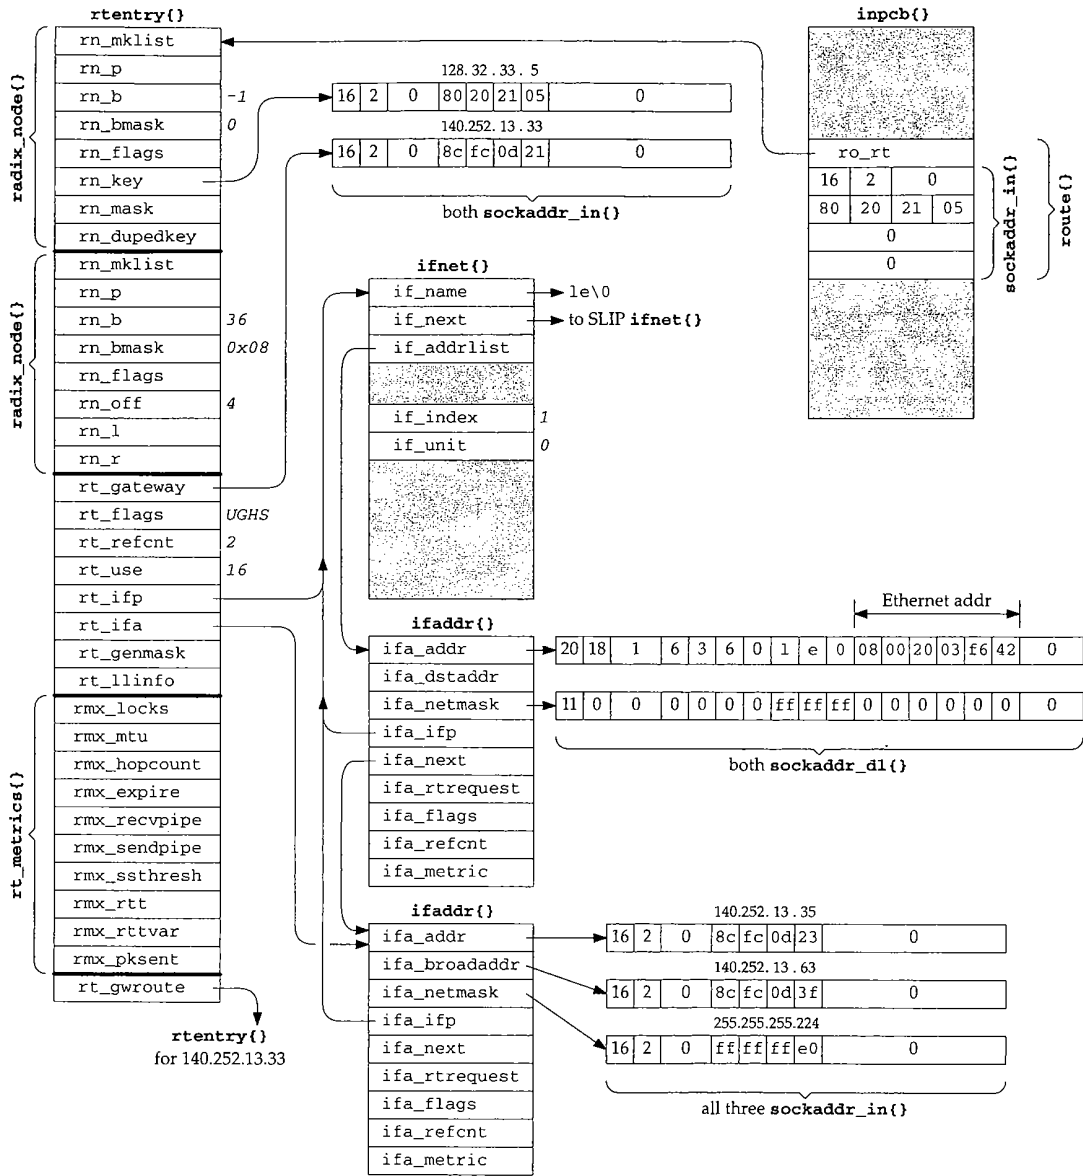 rtentry{}
radix_node{}
rn_mklist
rn_p
rn_b -1
rn_bmask 0
rn_flags
rn_key
rn_mask
rn_dupedkey
radix_node{}
rn_mklist
rn_p
rn_b 36
rn_bmask 0x08
rn_flags
rn_off 4
rn_l
rn_r
rt_gateway
rt_flags UGHS
rt_refcnt 2
rt_use 16
rt_ifp
rt_ifa
rt_genmask
rt_llinfo
rt_metrics{}
rmx_locks
rmx_mtu
rmx_hopcount
rmx_expire
rmx_recvpipe
rmx_sendpipe
rmx_ssthresh
rmx_rtt
rmx_rttvar
rmx_pksent
rt_gwroute
rtentry{}
for 140.252.13.33
128.32.33.5
16 2 0 80 20 21 05 0
140.252.13.33
16 2 0 8c fc 0d 21 0
both sockaddr_in{}
inpcb{}
ro_rt
16 2 0
80 20 21 05
0
0
sockaddr_in{}
route{}
ifnet{}
if_name le\0
if_next to SLIP ifnet{}
if_addrlist
if_index 1
if_unit 0
ifaddr{}
ifa_addr
ifa_dstaddr
ifa_netmask
ifa_ifp
ifa_next
ifa_rtrequest
ifa_flags
ifa_refcnt
ifa_metric
Ethernet addr
20 18 1 6 3 6 0 l e 0 08 00 20 03 f6 42 0
11 0 0 0 0 0 0 ff ff ff 0 0 0 0 0 0 0
both sockaddr_dl{}
ifaddr{}
ifa_addr
ifa_broadaddr
ifa_netmask
ifa_ifp
ifa_next
ifa_rtrequest
ifa_flags
ifa_refcnt
ifa_metric
140.252.13.35
16 2 0 8c fc 0d 23 0
140.252.13.63
16 2 0 8c fc 0d 3f 0
255.255.255.224
16 2 0 ff ff ff e0 0
all three sockaddr_in{}